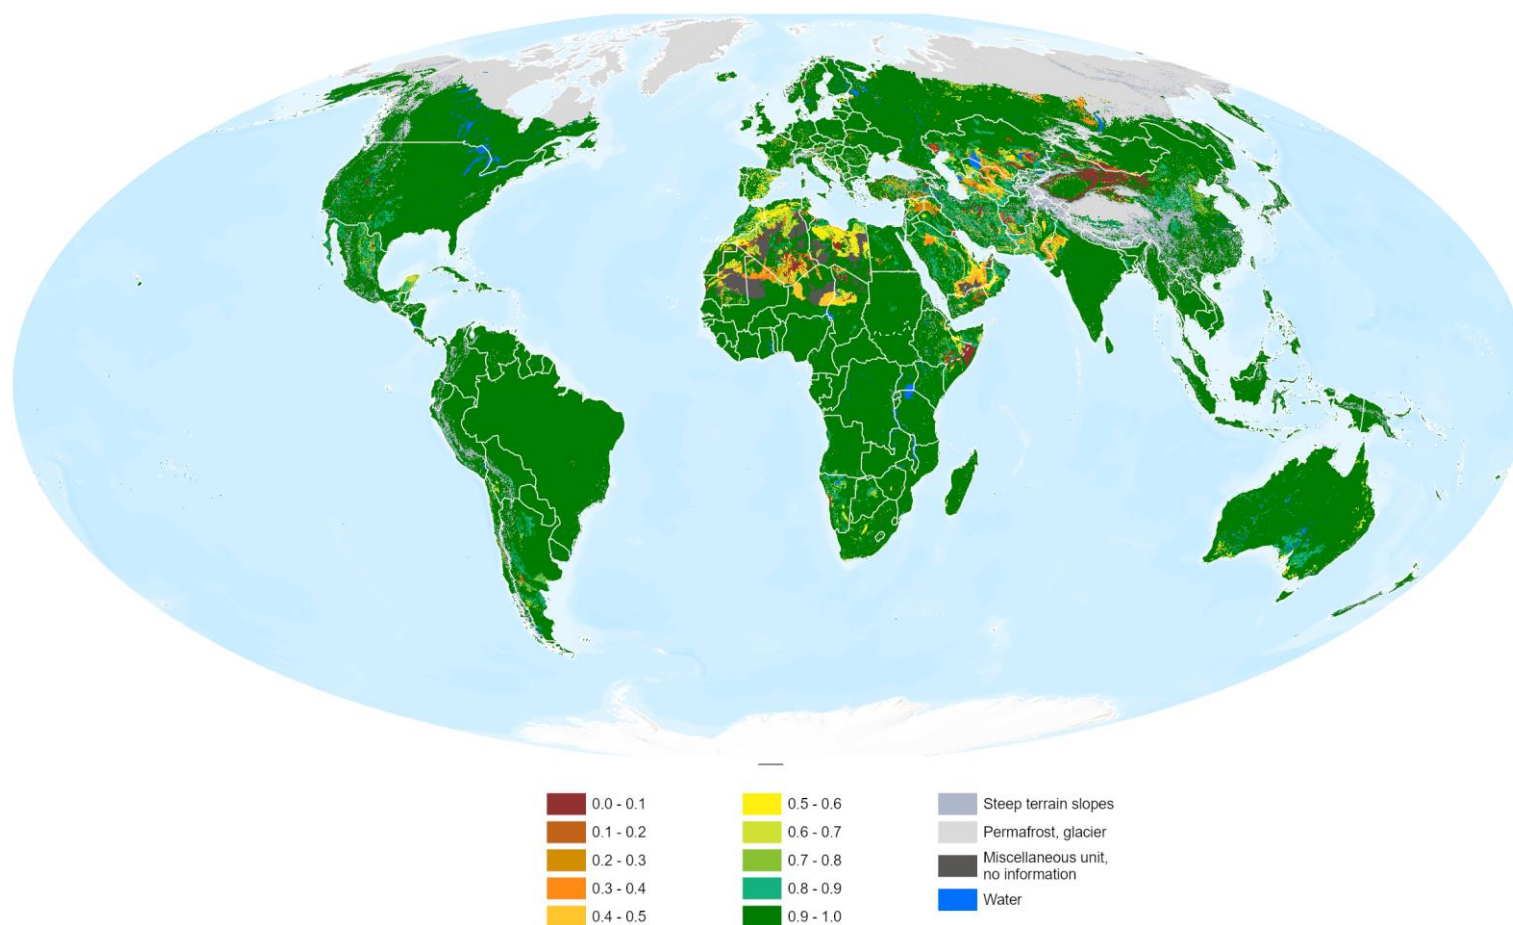 0.0 - 0.1
0.1 - 0.2
0.2 - 0.3
0.3 - 0.4
0.4 - 0.5
0.5 - 0.6
0.6 - 0.7
0.7 - 0.8
0.8 - 0.9
0.9 - 1.0
Steep terrain slopes
Permafrost, glacier
Miscellaneous unit,
no information
Water